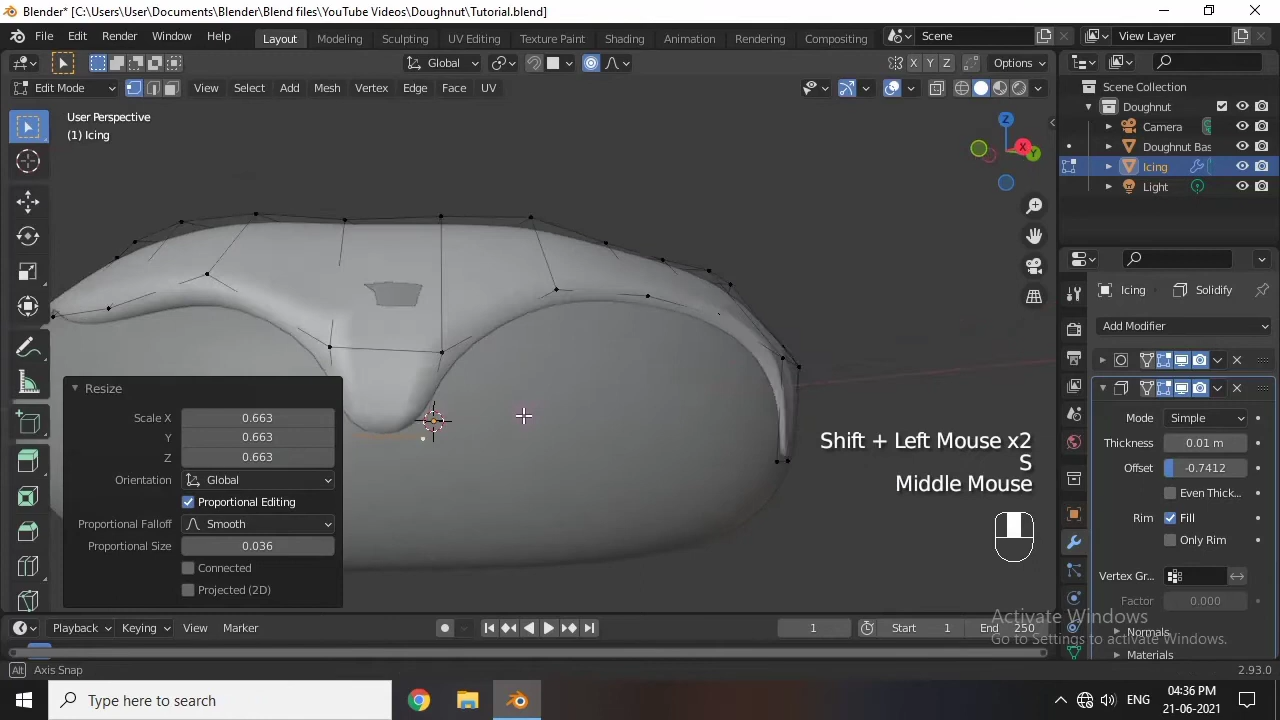 Blender* [C:\Users\User\Documents\Blender\Blend files\YouTube Videos\Doughnut\Tutorial.blend]
File Edit Render Window Help Layout Modeling Sculpting UV Editing Texture Paint Shading Animation Rendering Compositing Scene View Layer
Global X Y Z Options
Edit Mode View Select Add Mesh Vertex Edge Face UV
User Perspective
(1) Icing
Z
X
Y
Scene Collection
Doughnut
Camera
Doughnut Bas
Icing
Light
Icing Solidify
Add Modifier
Mode Simple
Thickness 0.01 m
Offset -0.7412
Even Thick...
Rim Fill
Only Rim
Vertex Gr...
Factor 0.000
Normals
Materials
Resize
Scale X 0.663
Y 0.663
Z 0.663
Orientation Global
Proportional Editing
Proportional Falloff Smooth
Proportional Size 0.036
Connected
Projected (2D)
Shift + Left Mouse x2
S
Middle Mouse
Activate Windows
Go to Settings to activate Windows.
Playback Keying View Marker 1 Start 1 End 250
Alt Axis Snap 2.93.0
Type here to search
ENG
04:36 PM
21-06-2021